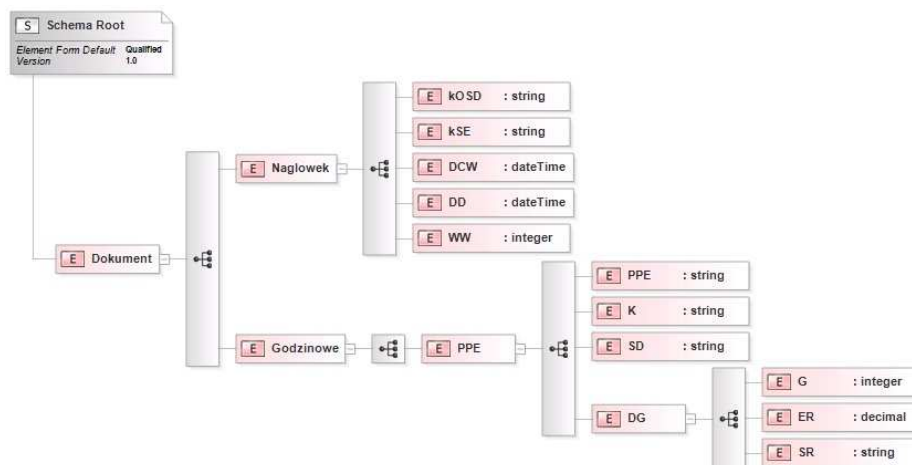 S Schema Root
Element Form Default Qualified
Version 1.0
E kOSD : string
E kSE : string
E Naglowek
E DCW : dateTime
E DD : dateTime
E WW : integer
E Dokument
E PPE : string
E K : string
E Godzinowe
E PPE
E SD : string
E G : integer
E DG
E ER : decimal
E SR : string